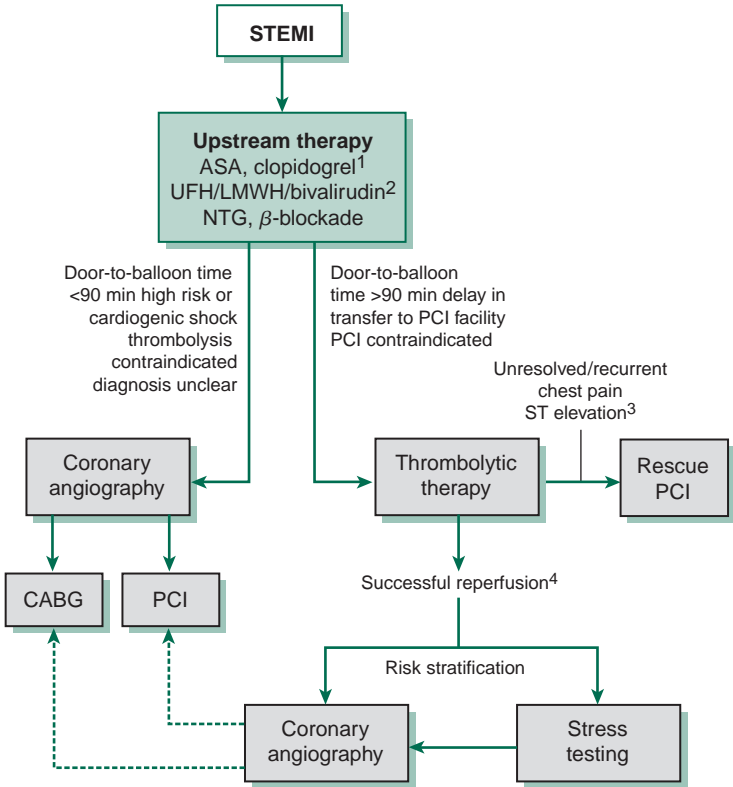 STEMI
Upstream therapy
ASA, clopidogrel1
UFH/LMWH/bivalirudin2
NTG, β-blockade
Door-to-balloon time
<90 min high risk or
cardiogenic shock
thrombolysis
contraindicated
diagnosis unclear
Door-to-balloon
time >90 min delay in
transfer to PCI facility
PCI contraindicated
Unresolved/recurrent
chest pain
ST elevation3
Coronary
angiography
Thrombolytic
therapy
Rescue
PCI
CABG
PCI
Successful reperfusion4
Risk stratification
Coronary
angiography
Stress
testing